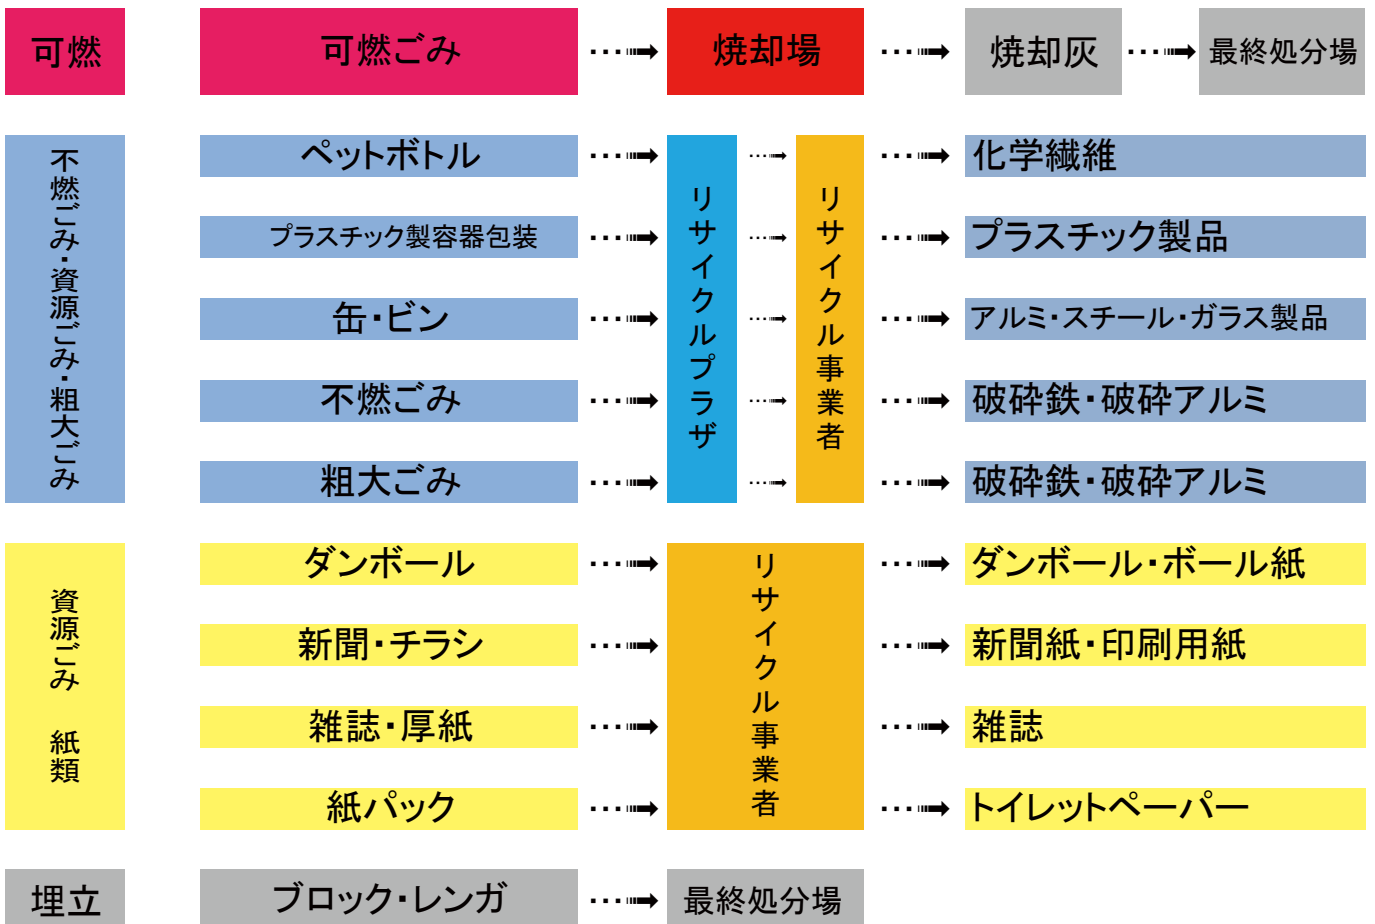 可燃
可燃ごみ
焼却場
焼却灰
最終処分場
不燃ごみ・資源ごみ・粗大ごみ
ペットボトル
プラスチック製容器包装
缶・ビン
不燃ごみ
粗大ごみ
リサイクルプラザ
リサイクル事業者
化学繊維
プラスチック製品
アルミ・スチール・ガラス製品
破砕鉄・破砕アルミ
破砕鉄・破砕アルミ
資源ごみ 紙類
ダンボール
新聞・チラシ
雑誌・厚紙
紙パック
リサイクル事業者
ダンボール・ボール紙
新聞紙・印刷用紙
雑誌
トイレットペーパー
埋立
ブロック・レンガ
最終処分場